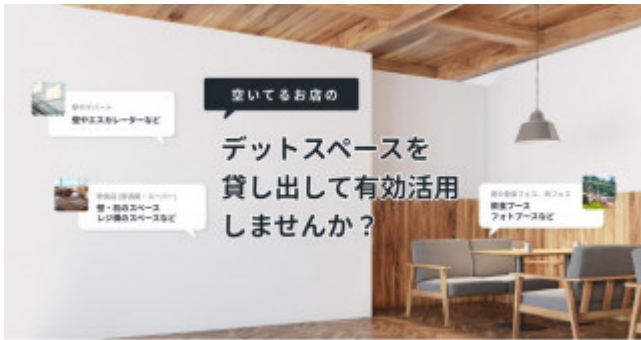 空いてるお店の
デットスペースを
貸し出して有効活用
しませんか？
壁やエスカレーターなど
壁・机のスペース
レジ横のスペースなど
飲食ブース
フォトブースなど